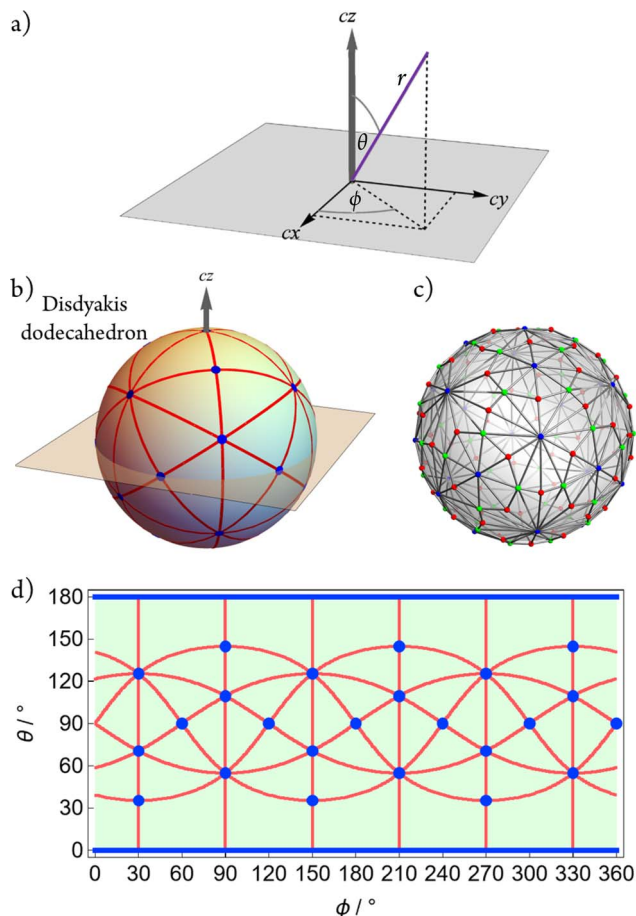 a)
cz
r
θ
ϕ
cy
cx
b)
cz
c)
Disdyakis
dodecahedron
d)
180
150
120
90
60
30
0
θ / °
0 30 60 90 120 150 180 210 240 270 300 330 360
ϕ / °